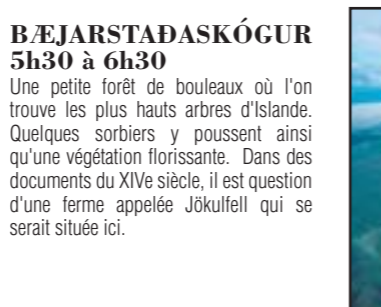 BÆJARSTAÐASKÓGUR
5h30 à 6h30
Une petite forêt de bouleaux où l'on
trouve les plus hauts arbres d'Islande.
Quelques sorbiers y poussent ainsi
qu'une végétation florissante. Dans des
documents du XIVe siècle, il est question
d'une ferme appelée Jökulfell qui se
serait située ici.